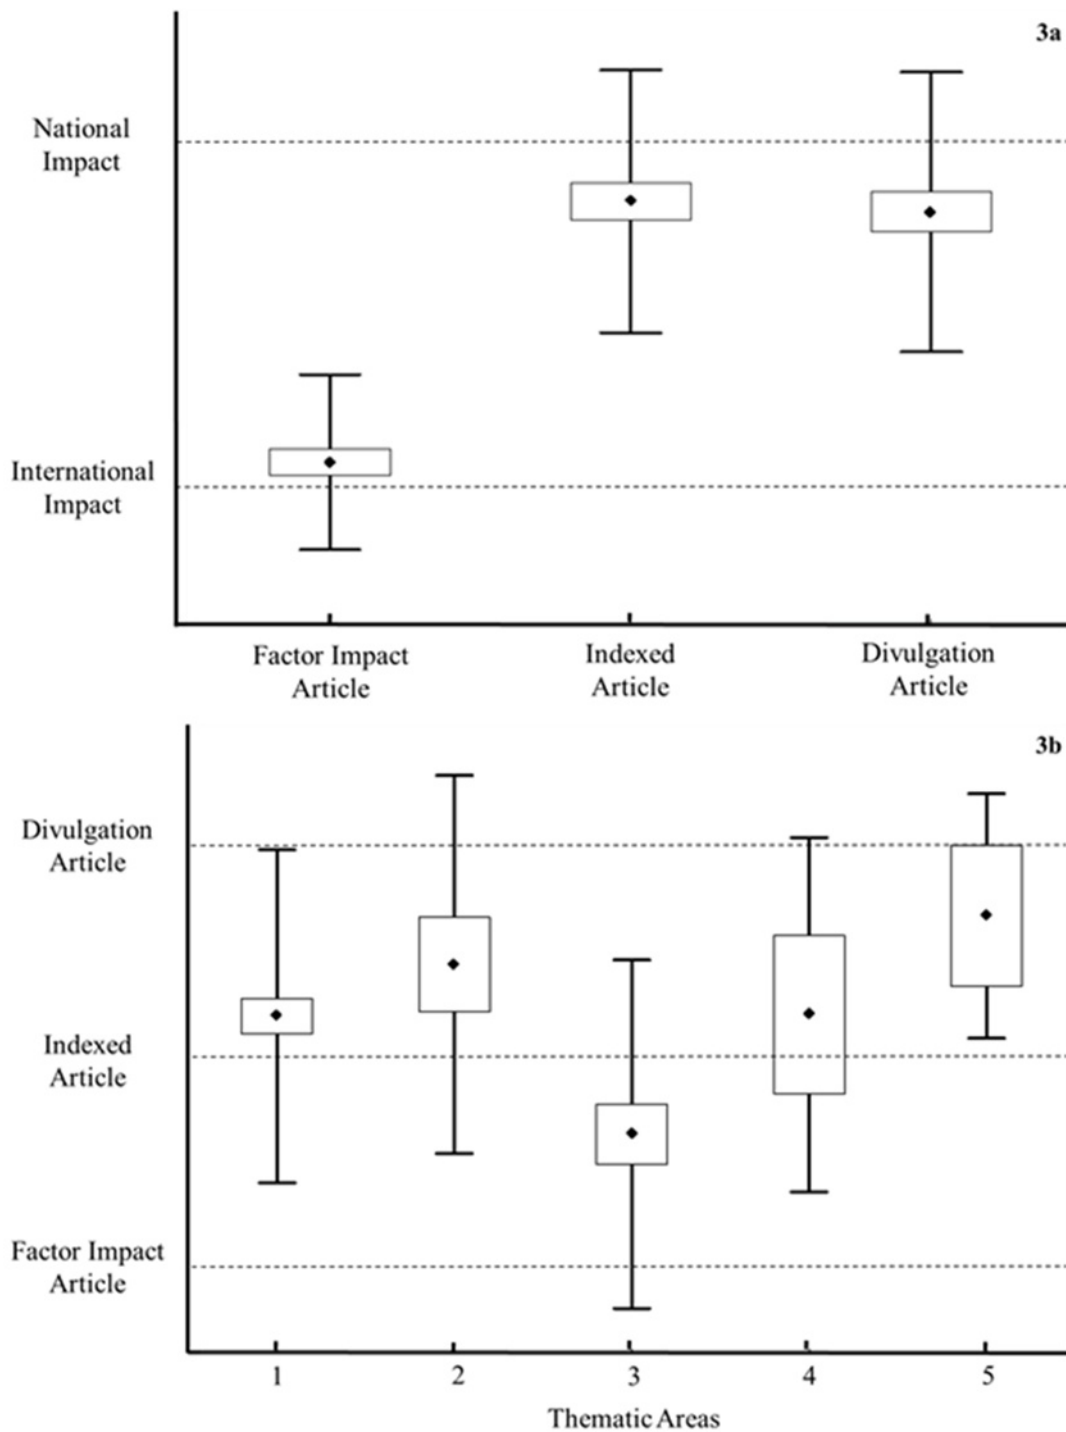 3a
National
Impact
International
Impact
Factor Impact
Article
Indexed
Article
Divulgation
Article
3b
Divulgation
Article
Indexed
Article
Factor Impact
Article
1 2 3 4 5
Thematic Areas